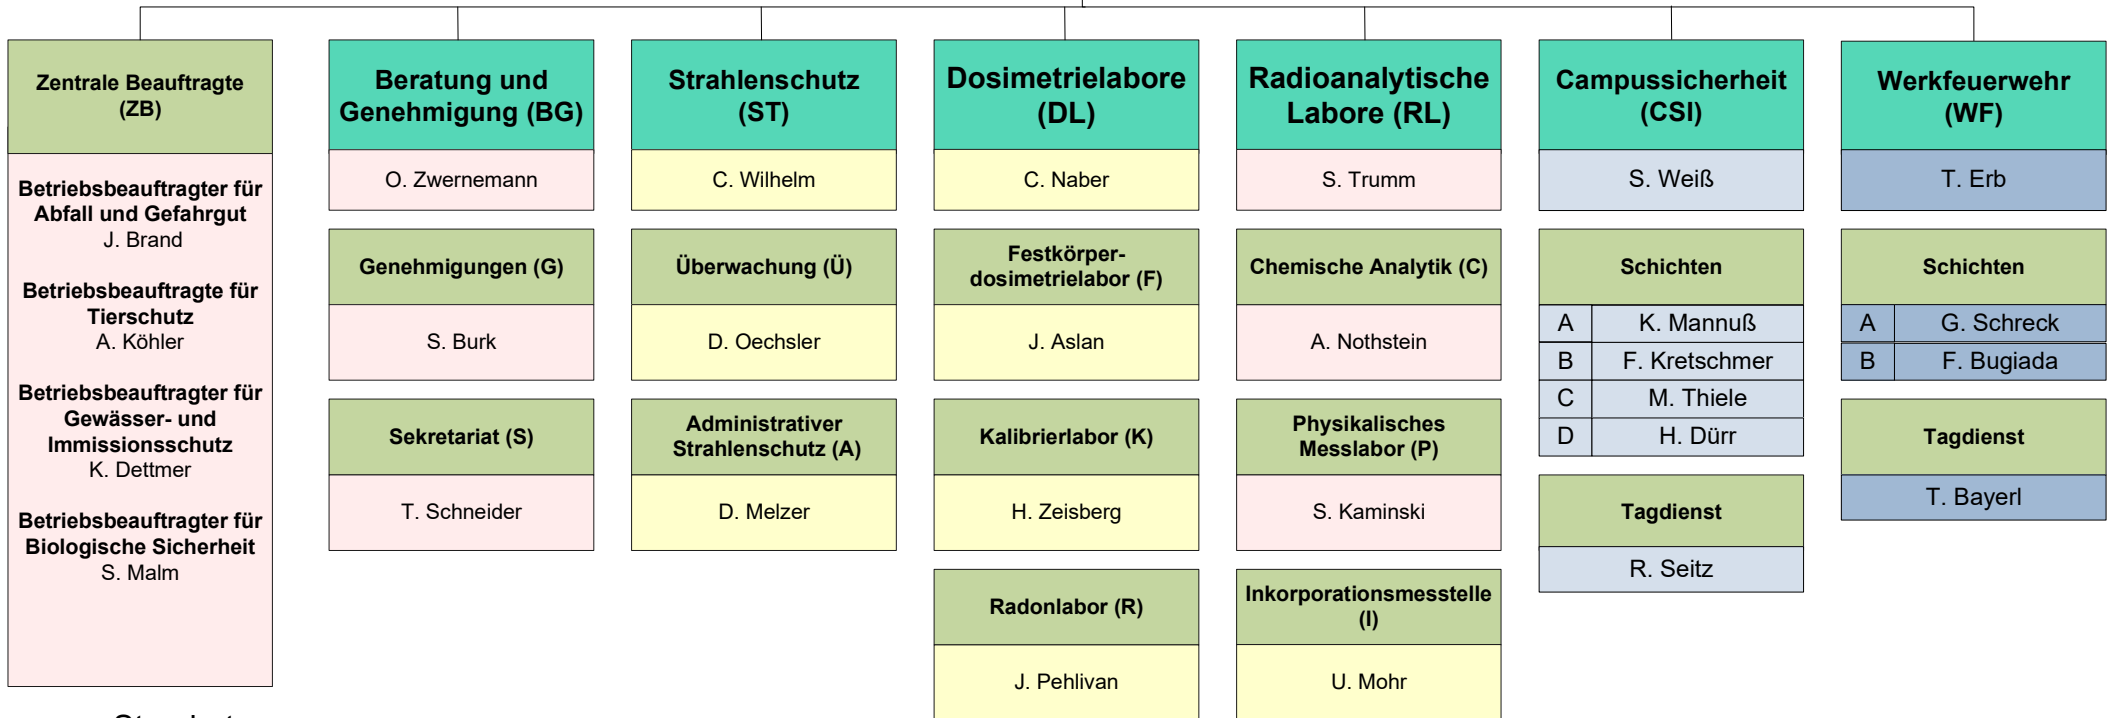 Zentrale Beauftragte
(ZB)
Betriebsbeauftragter für
Abfall und Gefahrgut
J. Brand
Betriebsbeauftragte für
Tierschutz
A. Köhler
Betriebsbeauftragter für
Gewässer- und
Immissionsschutz
K. Dettmer
Betriebsbeauftragter für
Biologische Sicherheit
S. Malm
Beratung und
Genehmigung (BG)
O. Zwernemann
Genehmigungen (G)
S. Burk
Sekretariat (S)
T. Schneider
Strahlenschutz
(ST)
C. Wilhelm
Überwachung (Ü)
D. Oechsler
Administrativer
Strahlenschutz (A)
D. Melzer
Dosimetrielabore
(DL)
C. Naber
Festkörper-
dosimetrielabor (F)
J. Aslan
Kalibrierlabor (K)
H. Zeisberg
Radonlabor (R)
J. Pehlivan
Radioanalytische
Labore (RL)
S. Trumm
Chemische Analytik (C)
A. Nothstein
Physikalisches
Messlabor (P)
S. Kaminski
Inkorporationsmesstelle
(I)
U. Mohr
Campussicherheit
(CSI)
S. Weiß
Schichten
A K. Mannuß
B F. Kretschmer
C M. Thiele
D H. Dürr
Tagdienst
R. Seitz
Werkfeuerwehr
(WF)
T. Erb
Schichten
A G. Schreck
B F. Bugiada
Tagdienst
T. Bayerl